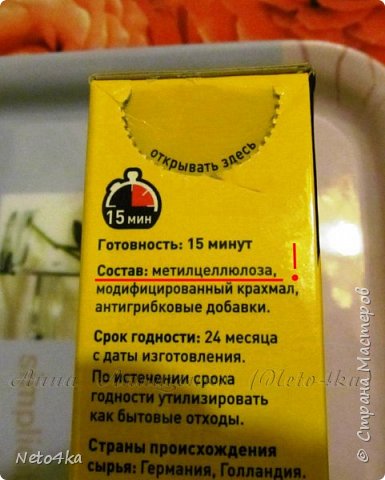 открывать здесь
15 мин
Готовность: 15 минут
Состав: метилцеллюлоза,
модифицированный крахмал,
антигрибковые добавки.
Срок годности: 24 месяца
с даты изготовления.
По истечении срока
годности утилизировать
как бытовые отходы.
Страны происхождения
сырья: Германия, Голландия.
!
simpli
Neto4ka
© Страна Мастеров